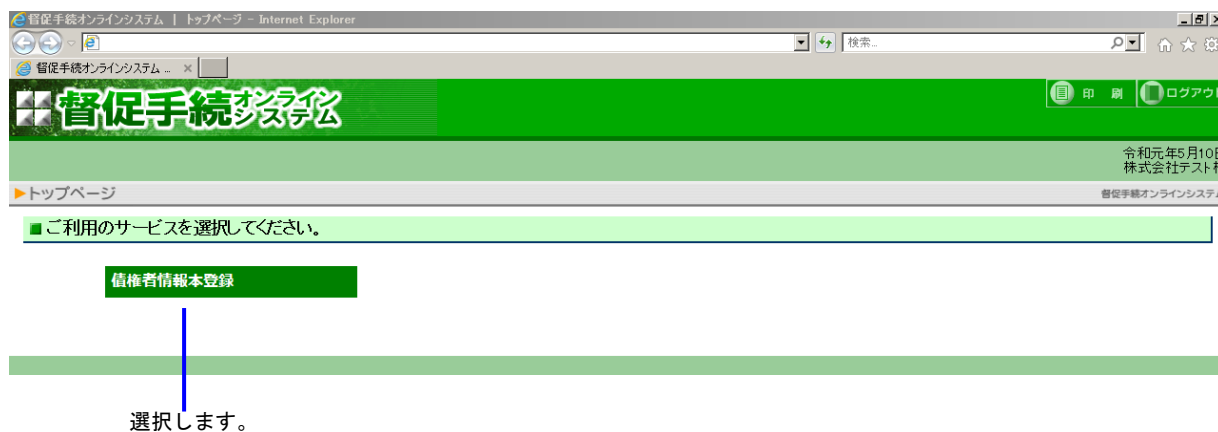 督促手続オンラインシステム | トップページ - Internet Explorer
検索...
督促手続オンラインシステム ...
督促手続オンラインシステム
印 刷
ログアウト
令和元年5月10日
株式会社テスト
▶トップページ
督促手続オンラインシステム
■ご利用のサービスを選択してください。
債権者情報本登録
選択します。